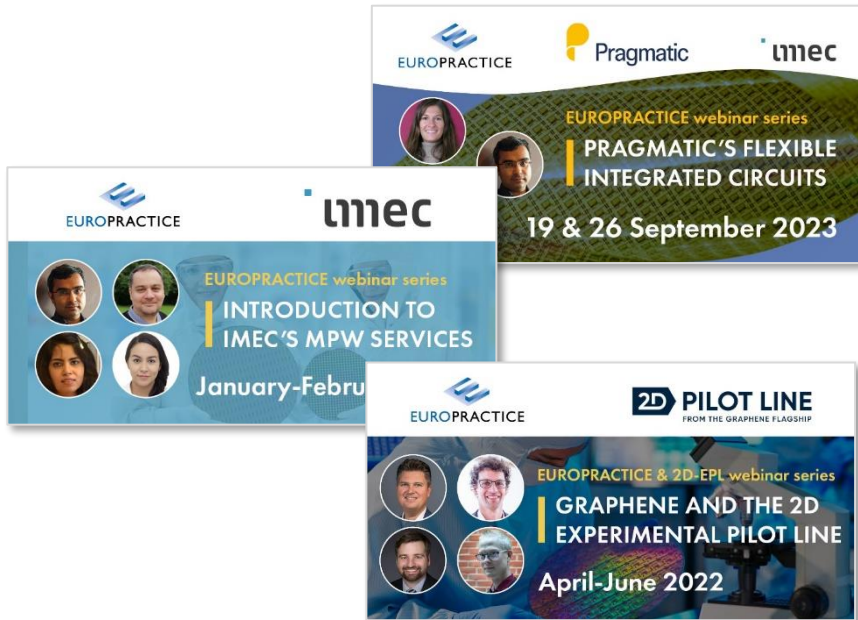 EUROPRACTICE
Pragmatic
imec
EUROPRACTICE webinar series
PRAGMATIC'S FLEXIBLE
INTEGRATED CIRCUITS
19 & 26 September 2023
EUROPRACTICE
imec
EUROPRACTICE webinar series
INTRODUCTION TO
IMEC'S MPW SERVICES
January-Febru
EUROPRACTICE
2D PILOT LINE
FROM THE GRAPHENE FLAGSHIP
EUROPRACTICE & 2D-EPL webinar series
GRAPHENE AND THE 2D
EXPERIMENTAL PILOT LINE
April-June 2022